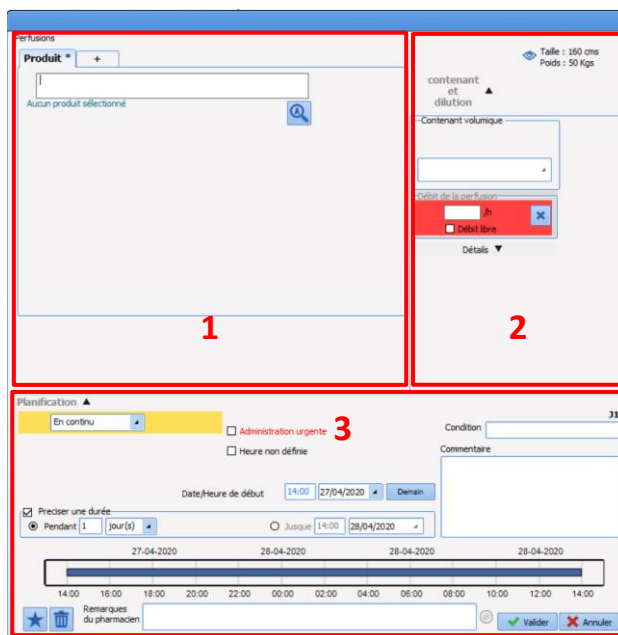 Perfusions
Produit * +
Aucun produit sélectionné
1
Taille : 160 cms
Poids : 50 Kgs
contenant
et
dilution
Contenant volumique
Débit de la perfusion
/h
Débit libre
Détails
2
Planification
En continu
Administration urgente
3
Heure non définie
J1
Condition
Commentaire
Date/Heure de début 14:00 27/04/2020 Demain
Preciser une durée
Pendant 1 jour(s) Jusque 14:00 28/04/2020
27-04-2020 28-04-2020 28-04-2020 28-04-2020
14:00 16:00 18:00 20:00 22:00 00:00 02:00 04:00 06:00 08:00 10:00 12:00 14:00
Remarques
du pharmacien
Valider Annuler